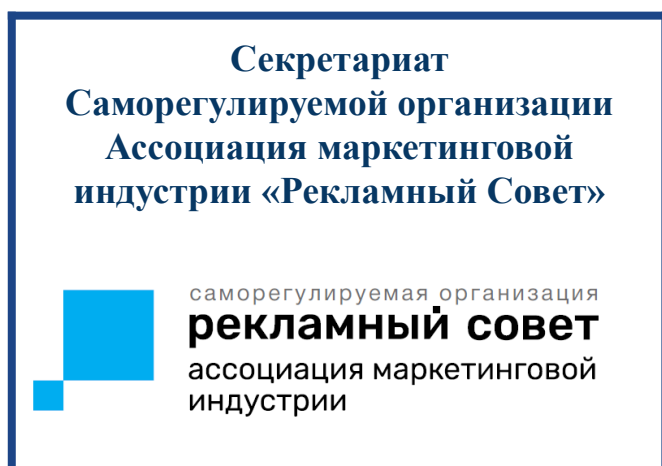 Секретариат
Саморегулируемой организации
Ассоциация маркетинговой
индустрии «Рекламный Совет»
саморегулируемая организация
рекламный совет
ассоциация маркетинговой
индустрии